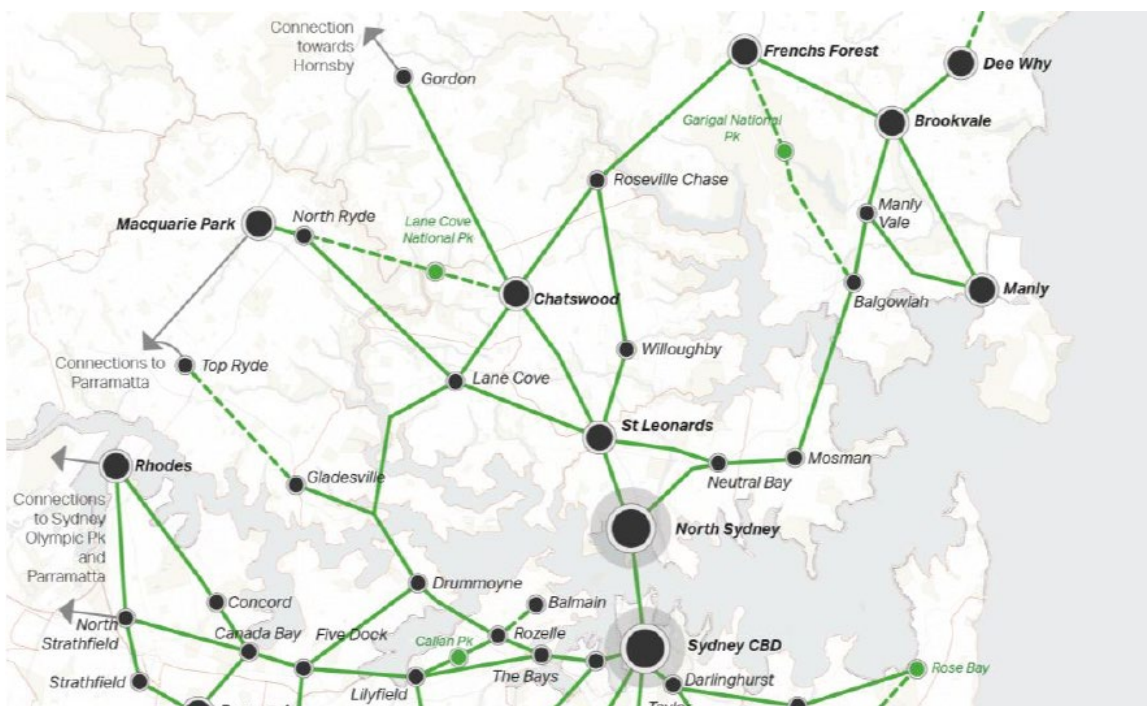 Connection
towards
Hornsby
Gordon
Frenchs Forest
Dee Why
Garigal National
Pk
Brookvale
Roseville Chase
Macquarie Park
North Ryde
Lane Cove
National Pk
Manly
Vale
Chatswood
Balgowlah
Manly
Connections to
Parramatta
Top Ryde
Willoughby
Lane Cove
St Leonards
Rhodes
Gladesville
Mosman
Neutral Bay
Connections
to Sydney
Olympic Pk
and
Parramatta
North Sydney
Drummoyne
Concord
Balmain
North
Strathfield
Canada Bay
Five Dock
Callan Pk
Rozelle
Sydney CBD
Strathfield
Lilyfield
The Bays
Darlinghurst
Rose Bay